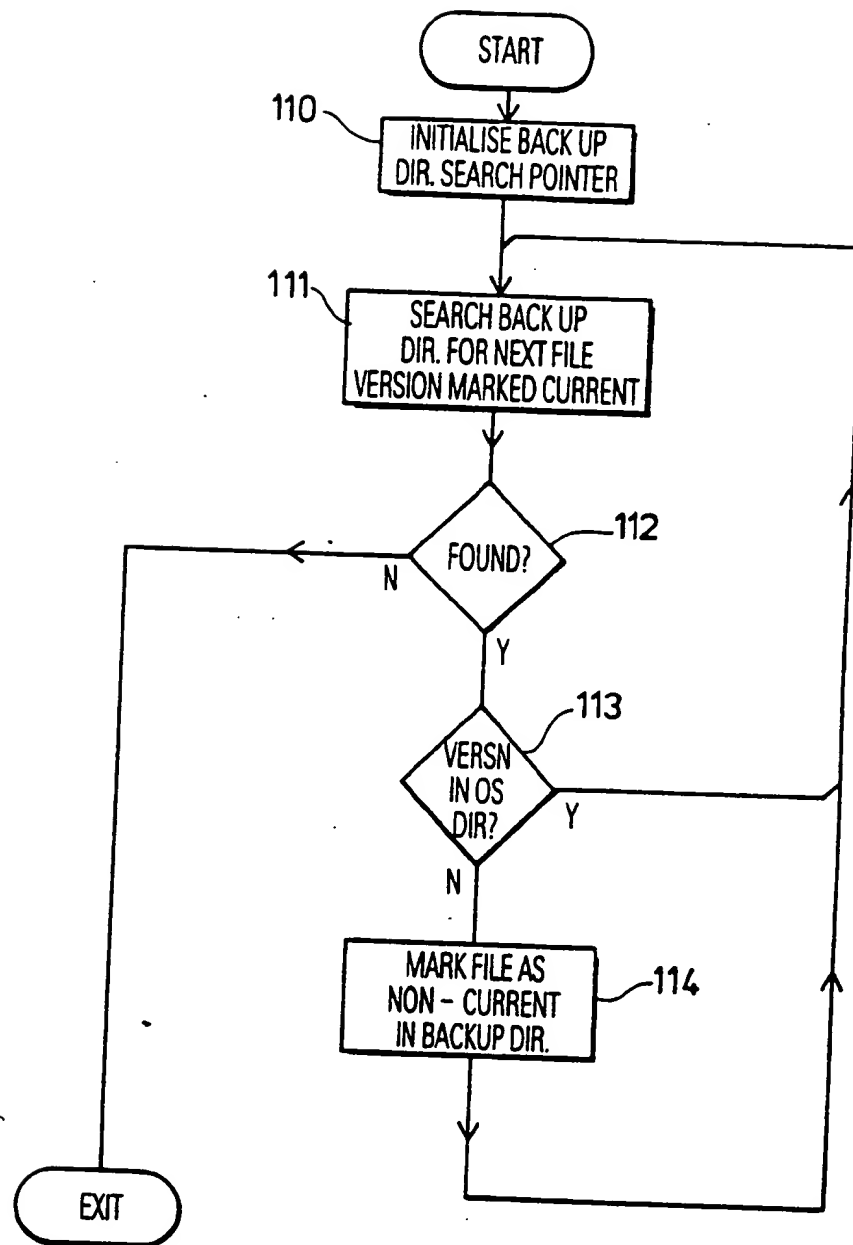 START
110
INITIALISE BACK UP
DIR. SEARCH POINTER
111
SEARCH BACK UP
DIR. FOR NEXT FILE
VERSION MARKED CURRENT
112
FOUND?
N
Y
113
VERSN
IN OS
DIR?
Y
N
MARK FILE AS
NON - CURRENT
IN BACKUP DIR.
114
EXIT